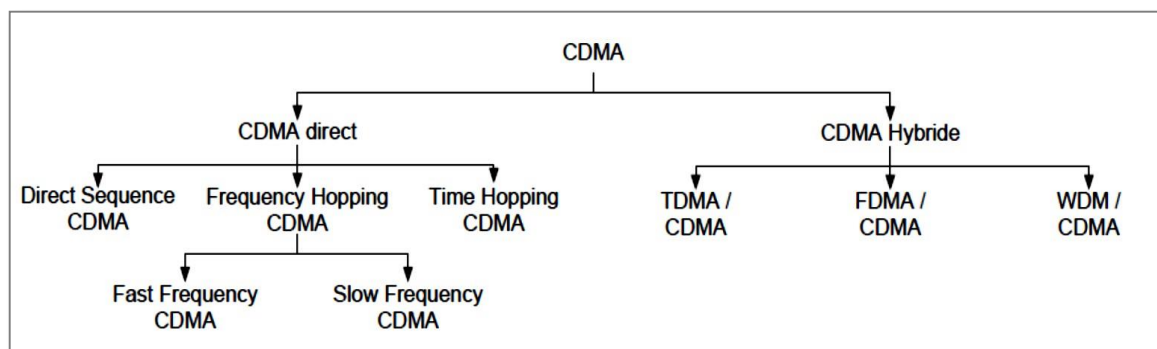 CDMA
CDMA direct
CDMA Hybride
Direct Sequence
CDMA
Frequency Hopping
CDMA
Time Hopping
CDMA
TDMA /
CDMA
FDMA /
CDMA
WDM /
CDMA
Fast Frequency
CDMA
Slow Frequency
CDMA